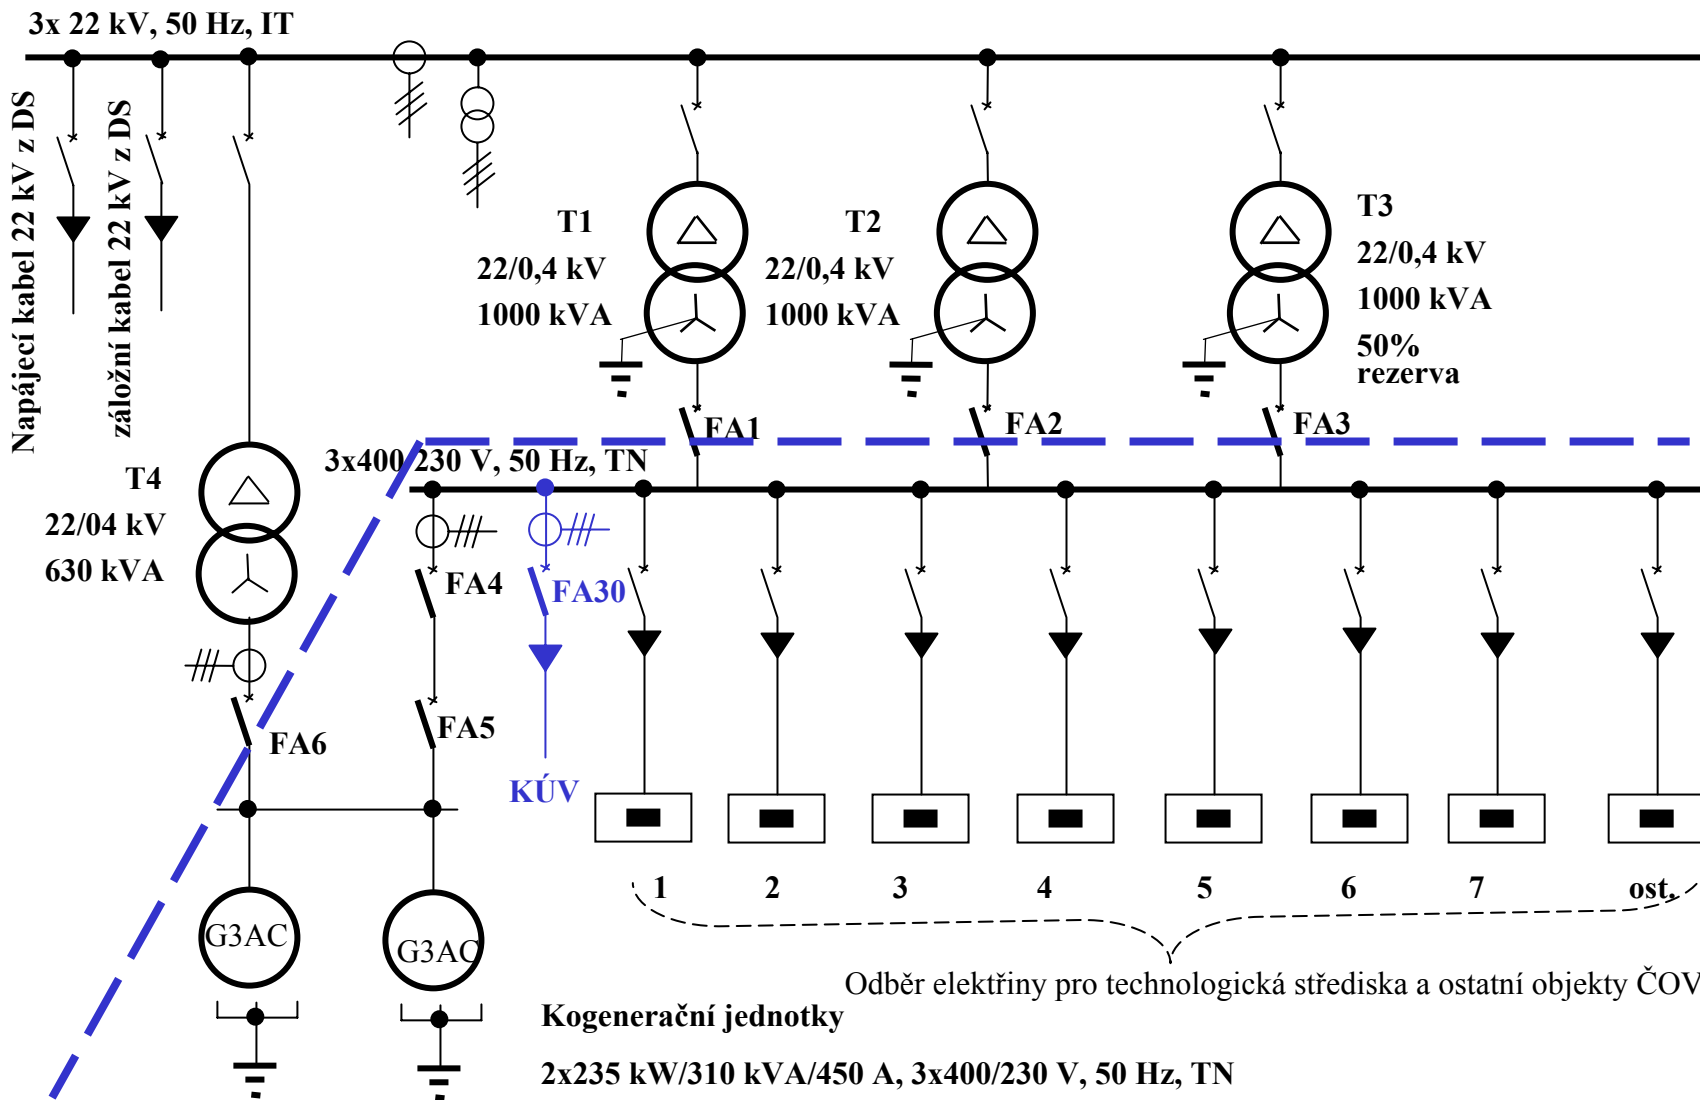 3x 22 kV, 50 Hz, IT
Napájecí kabel 22 kV z DS
záložní kabel 22 kV z DS
T1
22/0,4 kV
1000 kVA
T2
22/0,4 kV
1000 kVA
T3
22/0,4 kV
1000 kVA
50%
rezerva
FA1
FA2
FA3
3x400/230 V, 50 Hz, TN
T4
22/04 kV
630 kVA
FA4
FA30
FA6
FA5
KÚV
1 2 3 4 5 6 7 ost.
G3AC
G3AC
Odběr elektřiny pro technologická střediska a ostatní objekty ČOV
Kogenerační jednotky
2x235 kW/310 kVA/450 A, 3x400/230 V, 50 Hz, TN